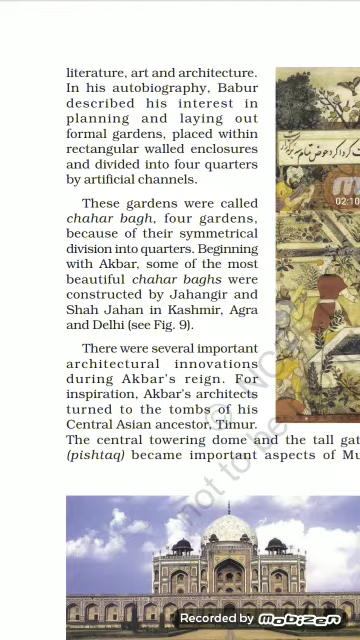 literature, art and architecture.
In his autobiography, Babur
described his interest in
planning and laying out
formal gardens, placed within
rectangular walled enclosures
and divided into four quarters
by artificial channels.
These gardens were called
chahar bagh, four gardens,
because of their symmetrical
division into quarters. Beginning
with Akbar, some of the most
beautiful chahar baghs were
constructed by Jahangir and
Shah Jahan in Kashmir, Agra
and Delhi (see Fig. 9).
There were several important
architectural innovations
during Akbar's reign. For
inspiration, Akbar's architects
turned to the tombs of his
Central Asian ancestor, Timur.
The central towering dome and the tall gat
(pishtaq) became important aspects of Mu
02:10
not to be
Recorded by mobizen